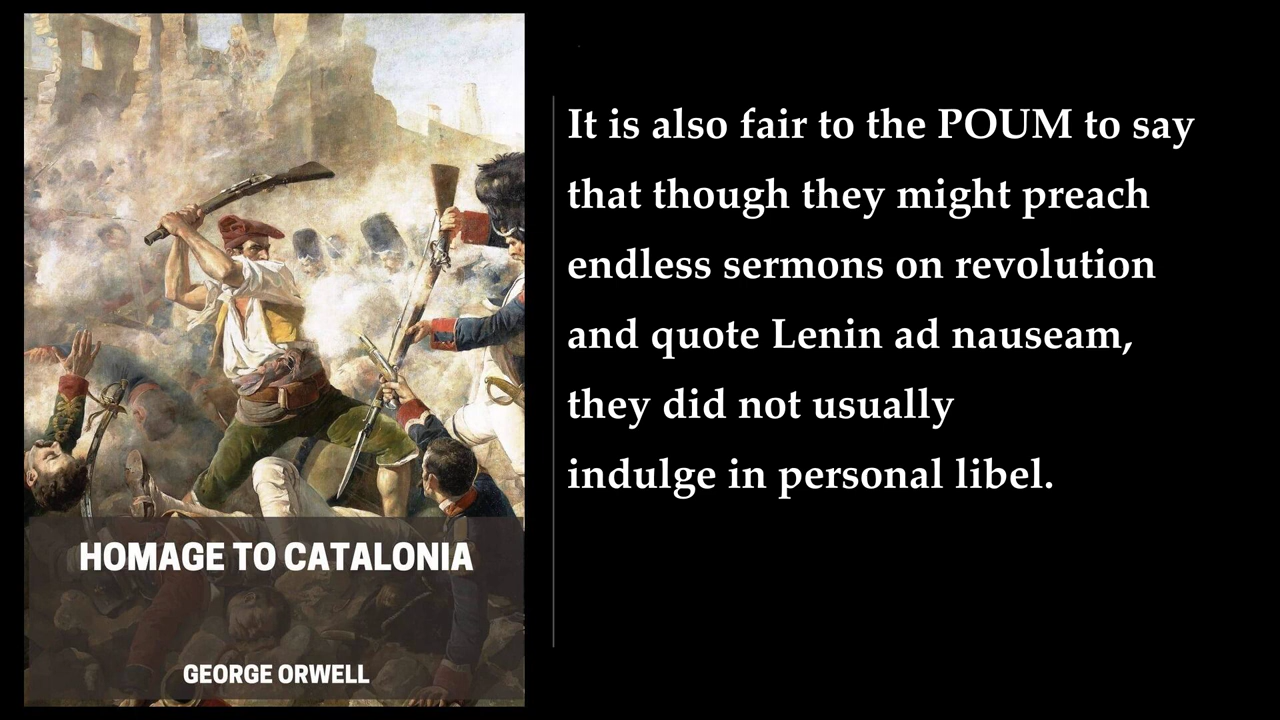 HOMAGE TO CATALONIA
GEORGE ORWELL
It is also fair to the POUM to say
that though they might preach
endless sermons on revolution
and quote Lenin ad nauseam,
they did not usually
indulge in personal libel.